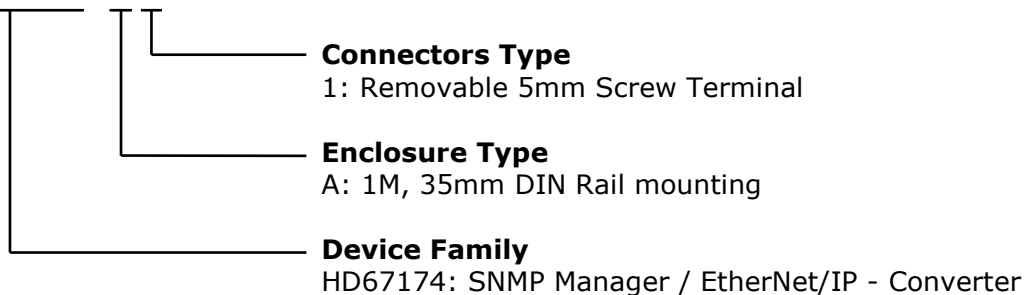 Connectors Type
1: Removable 5mm Screw Terminal
Enclosure Type
A: 1M, 35mm DIN Rail mounting
Device Family
HD67174: SNMP Manager / EtherNet/IP - Converter